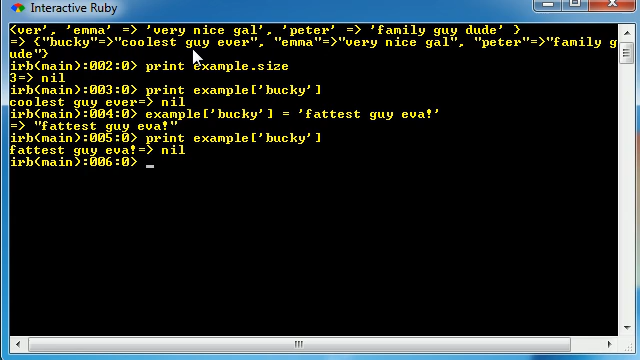 Interactive Ruby
{ver', 'emma' => 'very nice gal', 'peter' => 'family guy dude' }
=> {"bucky"=>"coolest guy ever", "emma"=>"very nice gal", "peter"=>"family g
ude"}
irb(main):002:0> print example.size
3=> nil
irb(main):003:0> print example['bucky']
coolest guy ever=> nil
irb(main):004:0> example['bucky'] = 'fattest guy eva!'
=> "fattest guy eva!"
irb(main):005:0> print example['bucky']
fattest guy eva!=> nil
irb(main):006:0> _